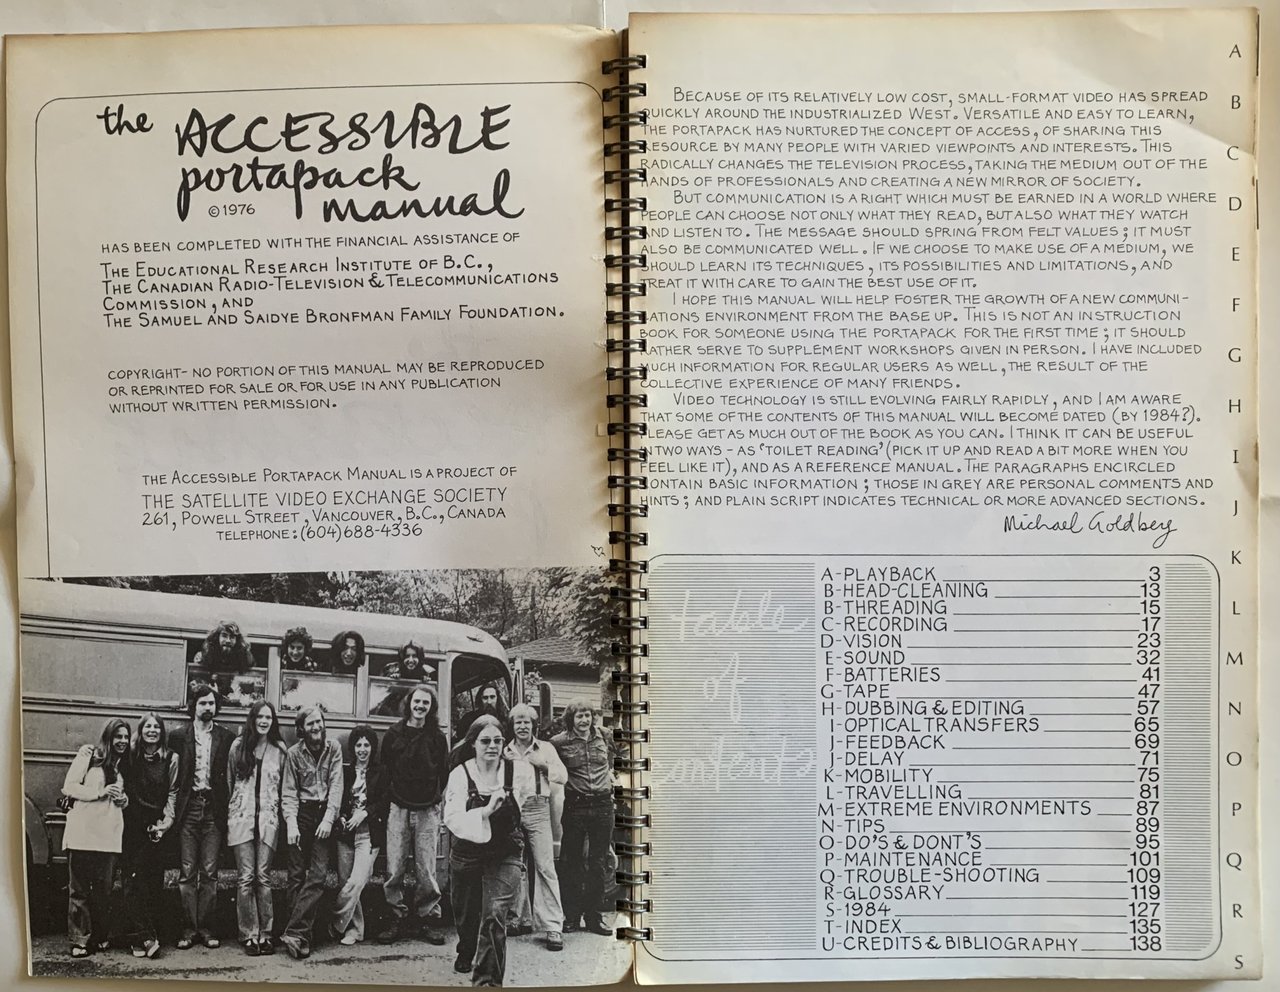 the ACCESSIBLE
portapack
©1976 manual
HAS BEEN COMPLETED WITH THE FINANCIAL ASSISTANCE OF
THE EDUCATIONAL RESEARCH INSTITUTE OF B.C.,
THE CANADIAN RADIO-TELEVISION & TELECOMMUNICATIONS
COMMISSION, AND
THE SAMUEL AND SAIDYE BRONFMAN FAMILY FOUNDATION.
COPYRIGHT- NO PORTION OF THIS MANUAL MAY BE REPRODUCED
OR REPRINTED FOR SALE OR FOR USE IN ANY PUBLICATION
WITHOUT WRITTEN PERMISSION.
THE ACCESSIBLE PORTAPACK MANUAL IS A PROJECT OF
THE SATELLITE VIDEO EXCHANGE SOCIETY
261, POWELL STREET, VANCOUVER, B.C., CANADA
TELEPHONE: (604) 688-4336
BECAUSE OF ITS RELATIVELY LOW COST, SMALL-FORMAT VIDEO HAS SPREAD
QUICKLY AROUND THE INDUSTRIALIZED WEST. VERSATILE AND EASY TO LEARN,
THE PORTAPACK HAS NURTURED THE CONCEPT OF ACCESS, OF SHARING THIS
RESOURCE BY MANY PEOPLE WITH VARIED VIEWPOINTS AND INTERESTS. THIS
RADICALLY CHANGES THE TELEVISION PROCESS, TAKING THE MEDIUM OUT OF THE
HANDS OF PROFESSIONALS AND CREATING A NEW MIRROR OF SOCIETY.
BUT COMMUNICATION IS A RIGHT WHICH MUST BE EARNED IN A WORLD WHERE
PEOPLE CAN CHOOSE NOT ONLY WHAT THEY READ, BUT ALSO WHAT THEY WATCH
AND LISTEN TO. THE MESSAGE SHOULD SPRING FROM FELT VALUES; IT MUST
ALSO BE COMMUNICATED WELL. IF WE CHOOSE TO MAKE USE OF A MEDIUM, WE
SHOULD LEARN ITS TECHNIQUES, ITS POSSIBILITIES AND LIMITATIONS, AND
TREAT IT WITH CARE TO GAIN THE BEST USE OF IT.
I HOPE THIS MANUAL WILL HELP FOSTER THE GROWTH OF A NEW COMMUNI-
CATIONS ENVIRONMENT FROM THE BASE UP. THIS IS NOT AN INSTRUCTION
BOOK FOR SOMEONE USING THE PORTAPACK FOR THE FIRST TIME; IT SHOULD
RATHER SERVE TO SUPPLEMENT WORKSHOPS GIVEN IN PERSON. I HAVE INCLUDED
MUCH INFORMATION FOR REGULAR USERS AS WELL, THE RESULT OF THE
COLLECTIVE EXPERIENCE OF MANY FRIENDS.
VIDEO TECHNOLOGY IS STILL EVOLVING FAIRLY RAPIDLY, AND I AM AWARE
THAT SOME OF THE CONTENTS OF THIS MANUAL WILL BECOME DATED (BY 1984?).
PLEASE GET AS MUCH OUT OF THE BOOK AS YOU CAN. I THINK IT CAN BE USEFUL
IN TWO WAYS - AS 'TOILET READING' (PICK IT UP AND READ A BIT MORE WHEN YOU
FEEL LIKE IT), AND AS A REFERENCE MANUAL. THE PARAGRAPHS ENCIRCLED
CONTAIN BASIC INFORMATION; THOSE IN GREY ARE PERSONAL COMMENTS AND
HINTS; AND PLAIN SCRIPT INDICATES TECHNICAL OR MORE ADVANCED SECTIONS.
Michael Goldberg
table
of
contents
A-PLAYBACK 3
B-HEAD-CLEANING 13
B-THREADING 15
C-RECORDING 17
D-VISION 23
E-SOUND 32
F-BATTERIES 41
G-TAPE 47
H-DUBBING & EDITING 57
I-OPTICAL TRANSFERS 65
J-FEEDBACK 69
J-DELAY 71
K-MOBILITY 75
L-TRAVELLING 81
M-EXTREME ENVIRONMENTS 87
N-TIPS 89
O-DO'S & DONT'S 95
P-MAINTENANCE 101
Q-TROUBLE-SHOOTING 109
R-GLOSSARY 119
S-1984 127
T-INDEX 135
U-CREDITS & BIBLIOGRAPHY 138
A
B
C
D
E
F
G
H
I
J
K
L
M
N
O
P
Q
R
S